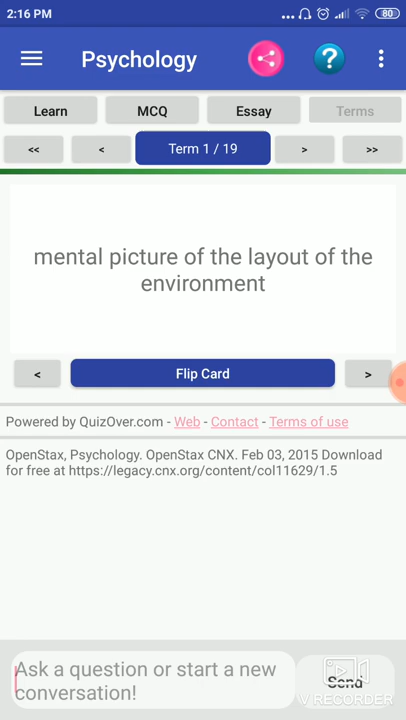 2:16 PM
80
Psychology
?
Learn MCQ Essay Terms
<< < Term 1 / 19 > >>
mental picture of the layout of the
environment
< Flip Card >
Powered by QuizOver.com - Web - Contact - Terms of use
OpenStax, Psychology. OpenStax CNX. Feb 03, 2015 Download
for free at https://legacy.cnx.org/content/col11629/1.5
Ask a question or start a new
conversation!
Send
V RECORDER